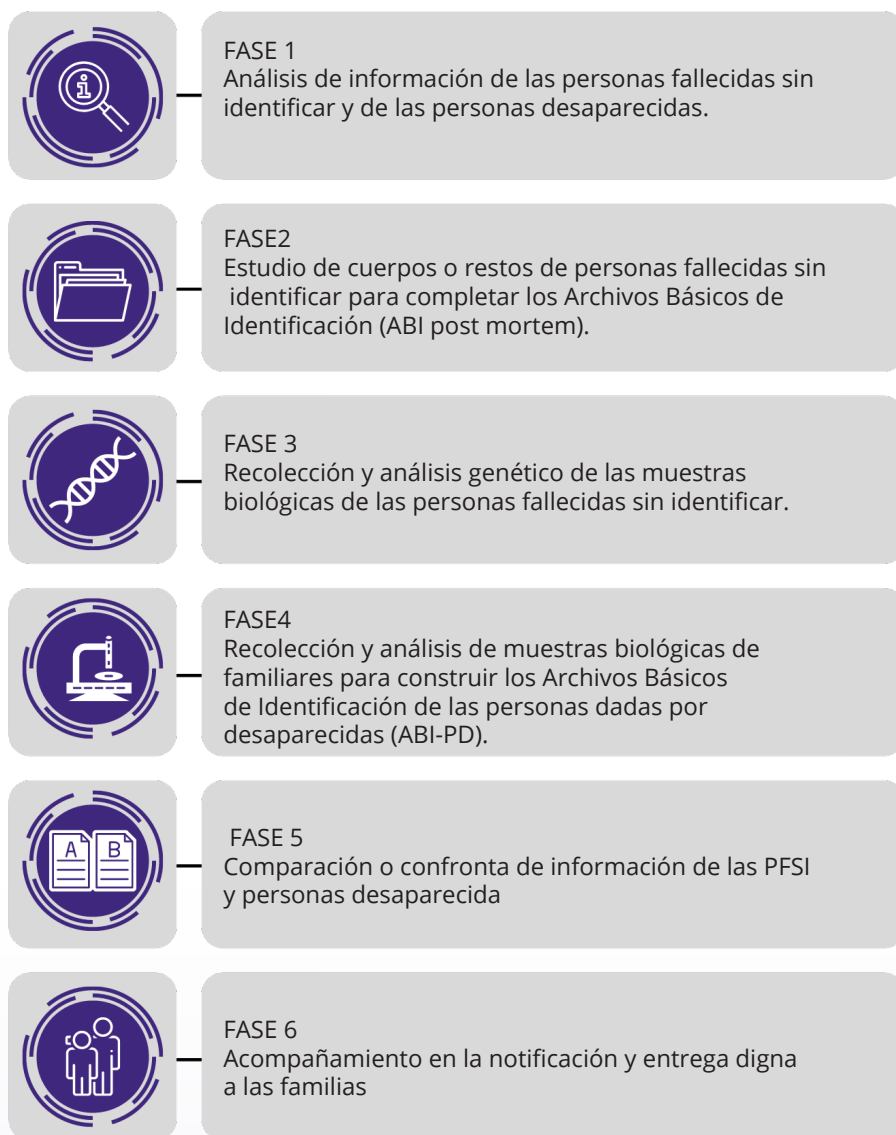 FASE 1
Análisis de información de las personas fallecidas sin
identificar y de las personas desaparecidas.
FASE2
Estudio de cuerpos o restos de personas fallecidas sin
identificar para completar los Archivos Básicos de
Identificación (ABI post mortem).
FASE 3
Recolección y análisis genético de las muestras
biológicas de las personas fallecidas sin identificar.
FASE4
Recolección y análisis de muestras biológicas de
familiares para construir los Archivos Básicos
de Identificación de las personas dadas por
desaparecidas (ABI-PD).
A B
FASE 5
Comparación o confronta de información de las PFSI
y personas desaparecida
FASE 6
Acompañamiento en la notificación y entrega digna
a las familias